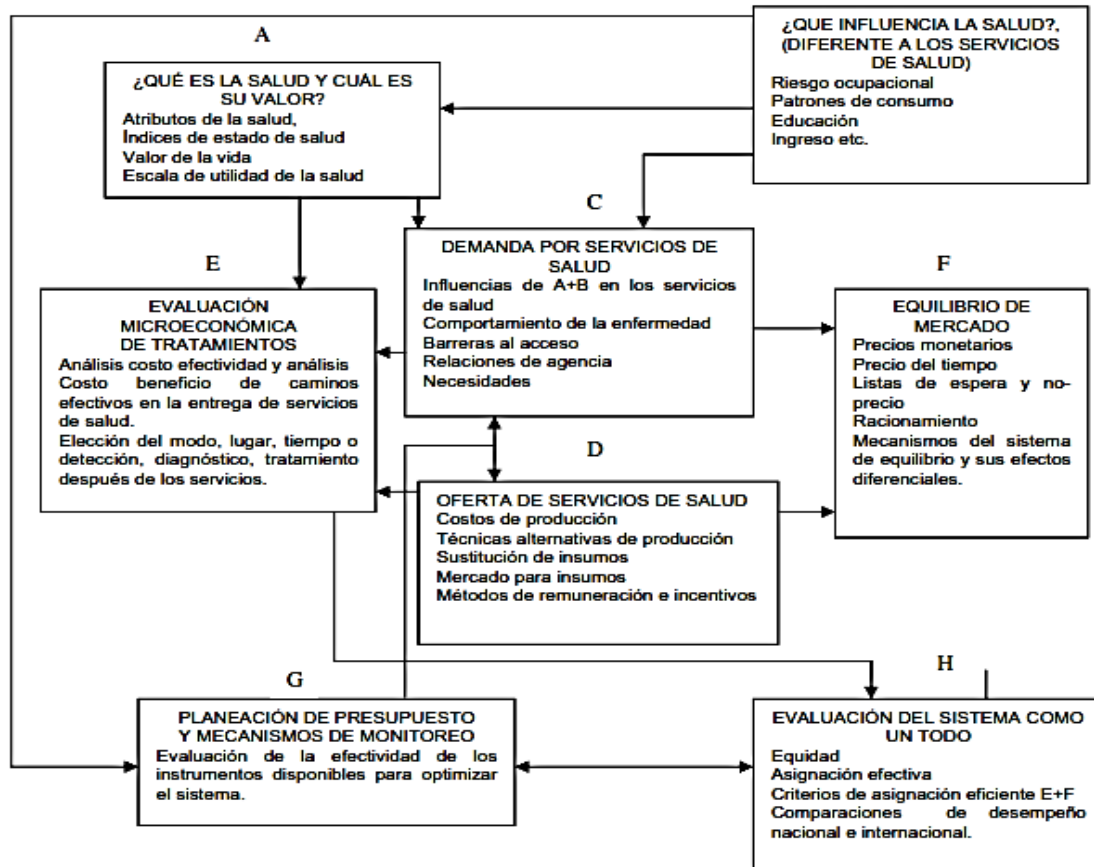 A
¿QUE INFLUENCIA LA SALUD?,
(DIFERENTE A LOS SERVICIOS
DE SALUD)
Riesgo ocupacional
Patrones de consumo
Educación
Ingreso etc.
¿QUÉ ES LA SALUD Y CUÁL ES
SU VALOR?
Atributos de la salud,
Índices de estado de salud
Valor de la vida
Escala de utilidad de la salud
C
DEMANDA POR SERVICIOS DE
SALUD
Influencias de A+B en los servicios
de salud
Comportamiento de la enfermedad
Barreras al acceso
Relaciones de agencia
Necesidades
E
EVALUACIÓN
MICROECONÓMICA
DE TRATAMIENTOS
Análisis costo efectividad y análisis
Costo beneficio de caminos
efectivos en la entrega de servicios
de salud.
Elección del modo, lugar, tiempo o
detección, diagnóstico, tratamiento
después de los servicios.
F
EQUILIBRIO DE
MERCADO
Precios monetarios
Precio del tiempo
Listas de espera y no-
precio
Racionamiento
Mecanismos del sistema
de equilibrio y sus efectos
diferenciales.
D
OFERTA DE SERVICIOS DE SALUD
Costos de producción
Técnicas alternativas de producción
Sustitución de insumos
Mercado para insumos
Métodos de remuneración e incentivos
G
PLANEACIÓN DE PRESUPUESTO
Y MECANISMOS DE MONITOREO
Evaluación de la efectividad de los
instrumentos disponibles para optimizar
el sistema.
H
EVALUACIÓN DEL SISTEMA COMO
UN TODO
Equidad
Asignación efectiva
Criterios de asignación eficiente E+F
Comparaciones de desempeño
nacional e internacional.